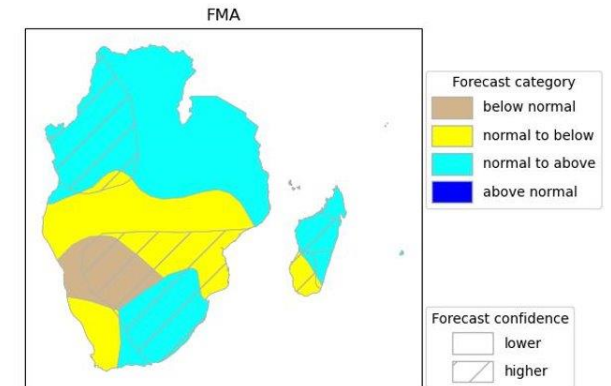 FMA
Forecast category
below normal
normal to below
normal to above
above normal
Forecast confidence
lower
higher